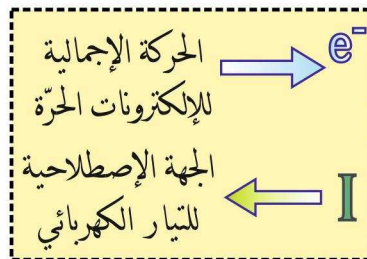 الحركة الإجمالية e⁻
للإلكترونات الحرّة
الجهة الإصطلاحية I
للتيار الكهربائي